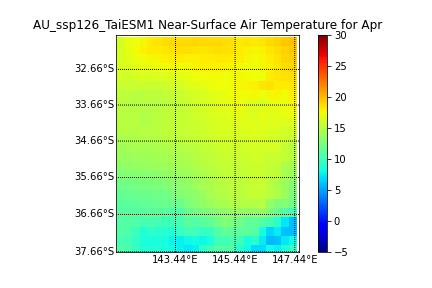 AU_ssp126_TaiESM1 Near-Surface Air Temperature for Apr
32.66°S
33.66°S
34.66°S
35.66°S
36.66°S
37.66°S
143.44°E 145.44°E 147.44°E
30
25
20
15
10
5
0
−5